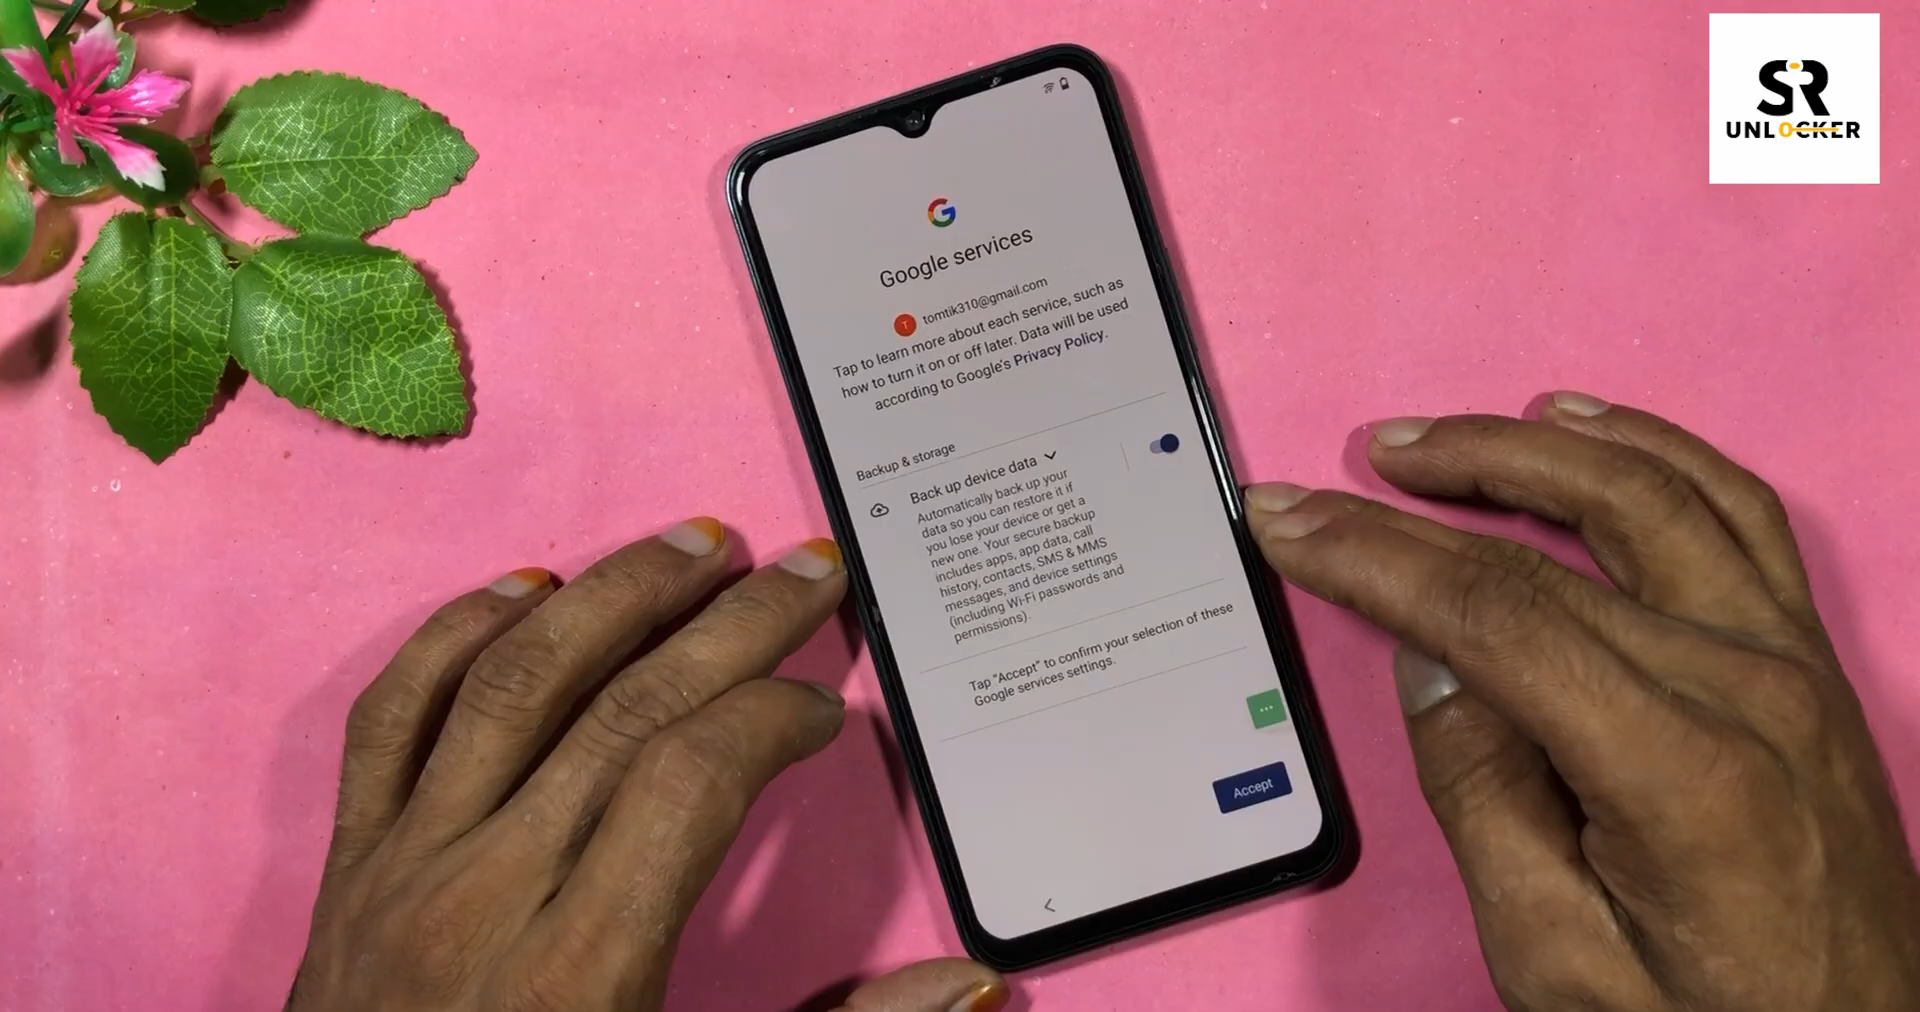 SR
UNLOCKER
Google services
T
tomtik310@gmail.com
Tap to learn more about each service, such as
how to turn it on or off later. Data will be used
according to Google's Privacy Policy.
Backup & storage
Back up device data
Automatically back up your
data so you can restore it if
you lose your device or get a
new one. Your secure backup
includes apps, app data, call
history, contacts, SMS & MMS
messages, and device settings
(including Wi-Fi passwords and
permissions).
Tap "Accept" to confirm your selection of these
Google services settings.
Accept